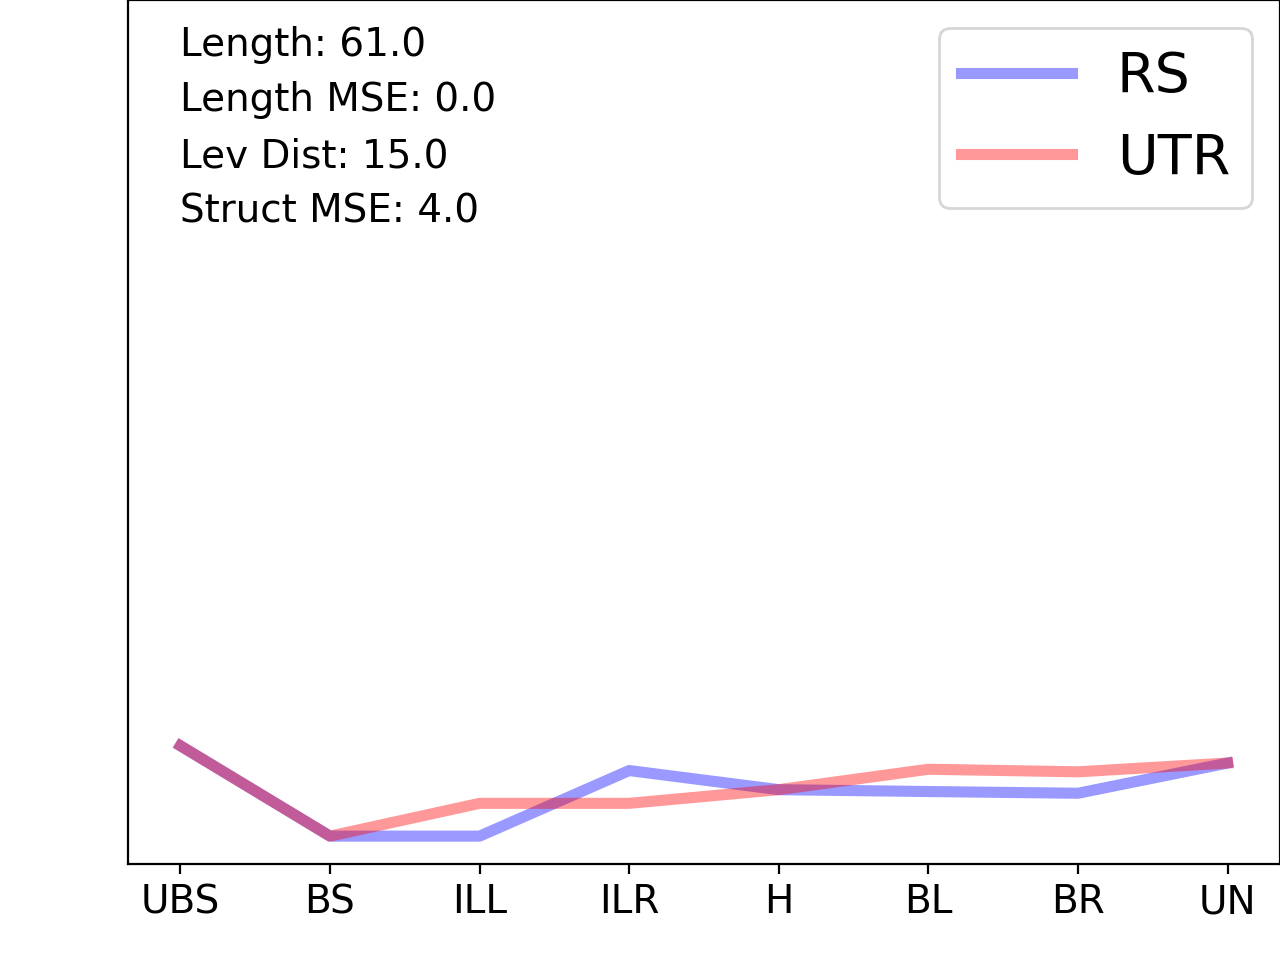 Length: 61.0
Length MSE: 0.0
Lev Dist: 15.0
Struct MSE: 4.0
RS
UTR
UBS BS ILL ILR H BL BR UN